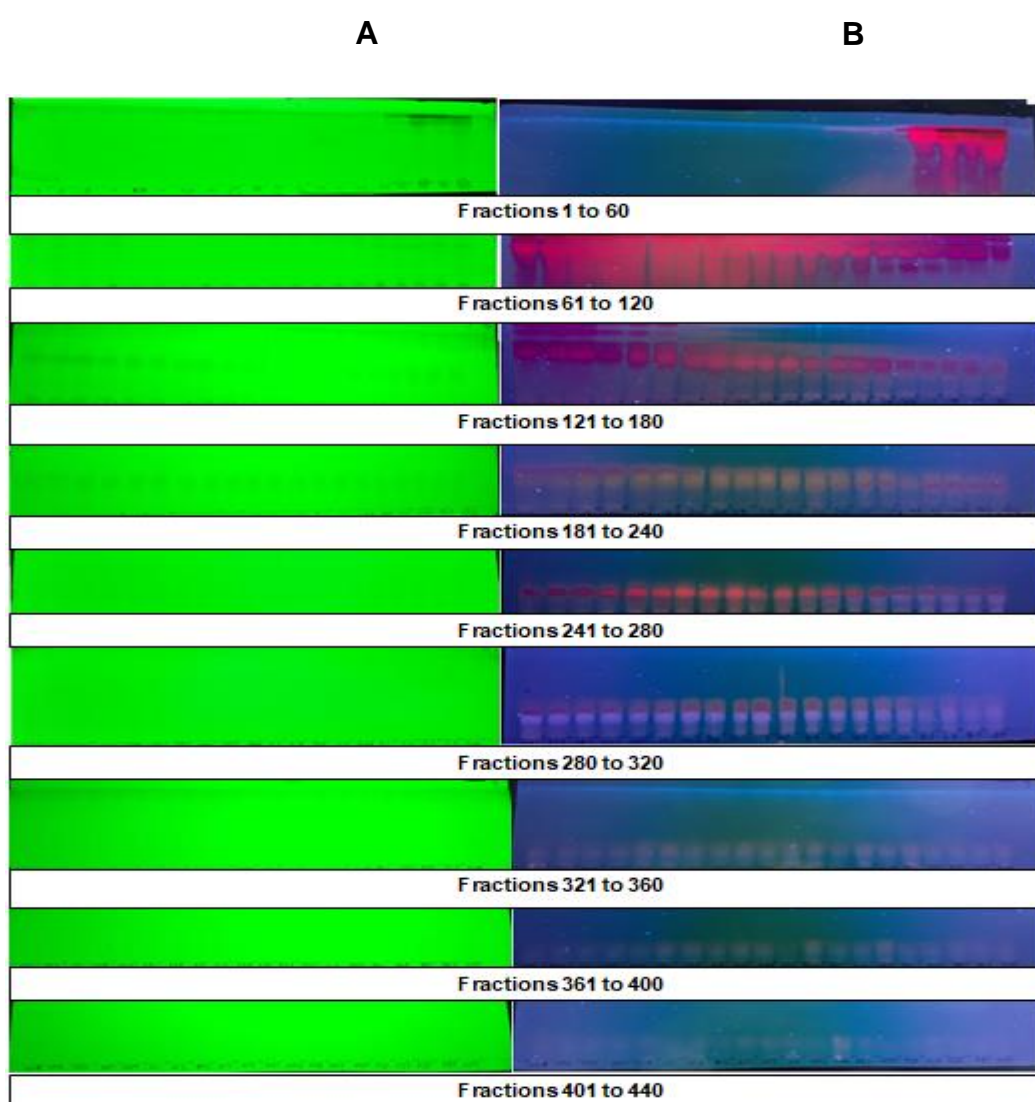 A B
Fractions 1 to 60
Fractions 61 to 120
Fractions 121 to 180
Fractions 181 to 240
Fractions 241 to 280
Fractions 280 to 320
Fractions 321 to 360
Fractions 361 to 400
Fractions 401 to 440